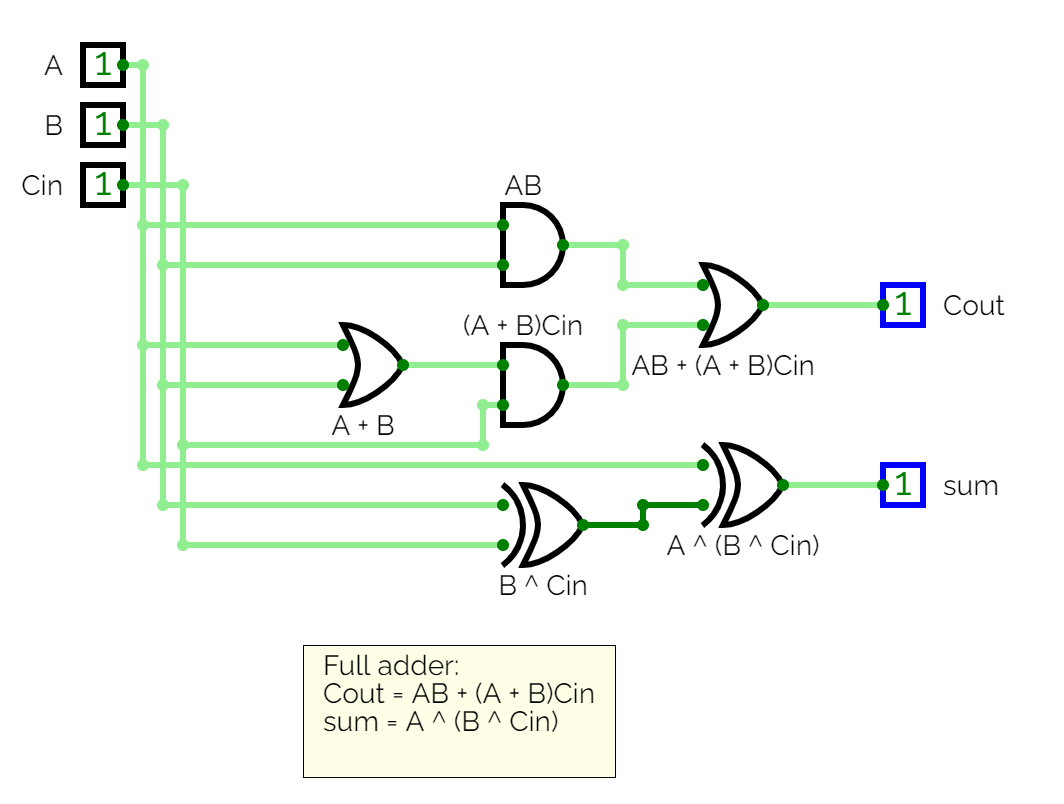 A 1
B 1
Cin 1
AB
(A + B)Cin
1 Cout
AB + (A + B)Cin
A + B
1 sum
A ^ (B ^ Cin)
B ^ Cin
Full adder:
Cout = AB + (A + B)Cin
sum = A ^ (B ^ Cin)